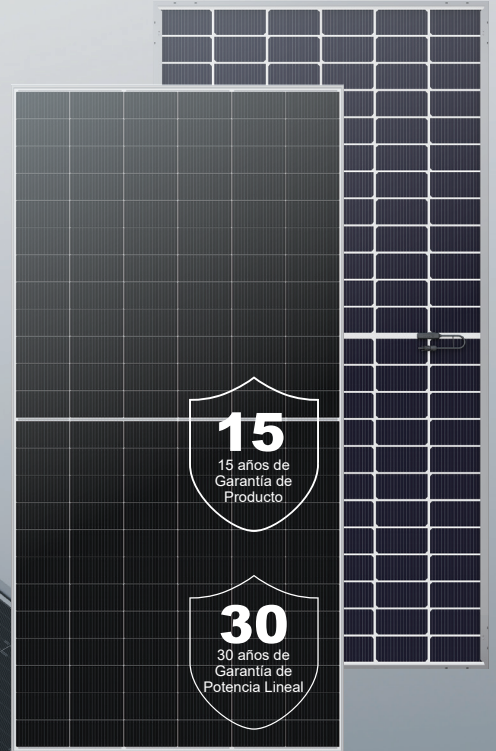 15
15 años de
Garantía de
Producto
30
30 años de
Garantía de
Potencia Lineal